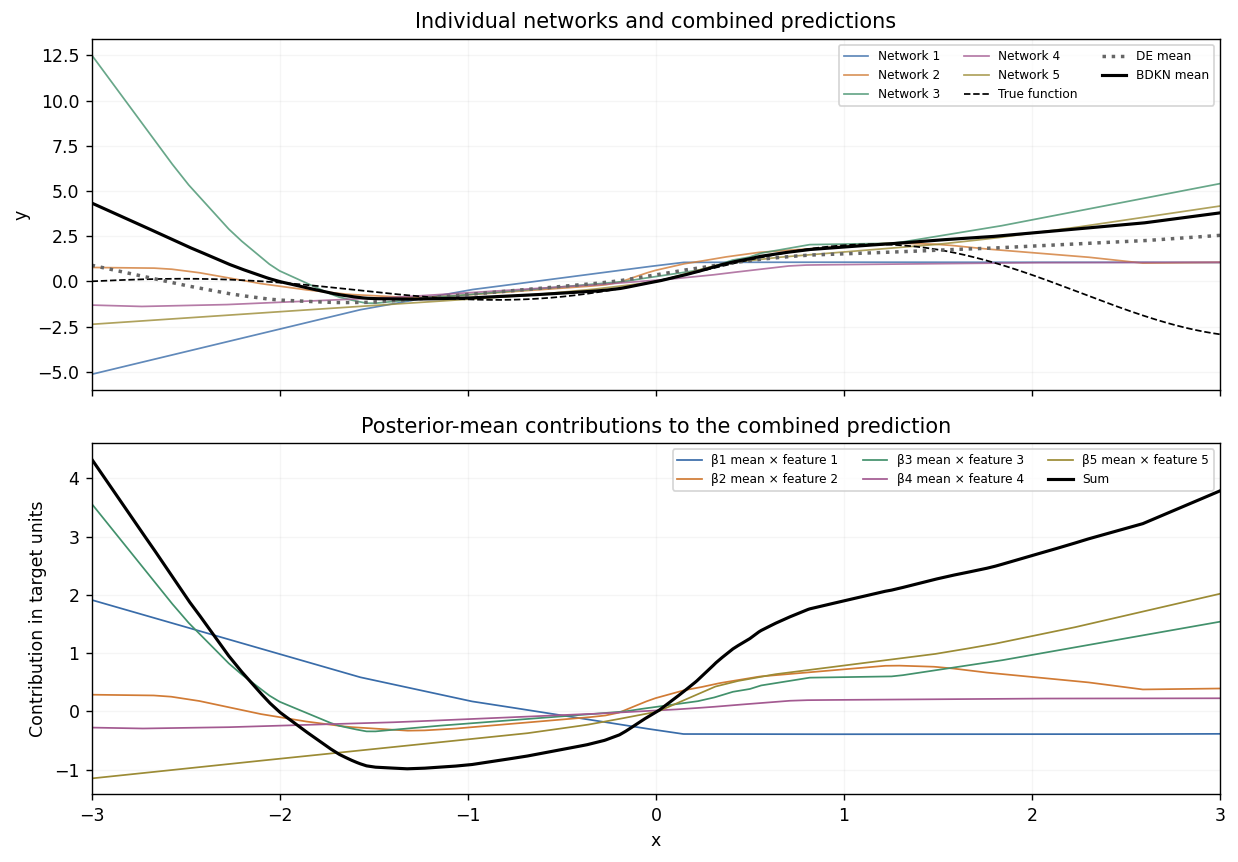 Individual networks and combined predictions
12.5
10.0
7.5
5.0
2.5
0.0
−2.5
−5.0
y
Network 1
Network 2
Network 3
Network 4
Network 5
True function
DE mean
BDKN mean
Posterior-mean contributions to the combined prediction
4
3
2
1
0
−1
Contribution in target units
β1 mean × feature 1
β2 mean × feature 2
β3 mean × feature 3
β4 mean × feature 4
β5 mean × feature 5
Sum
−3
−2
−1
0
1
2
3
x